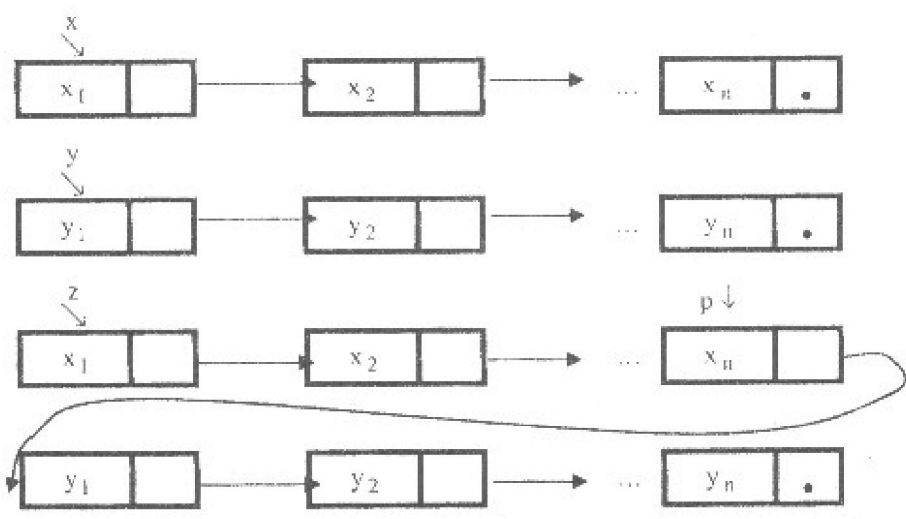 x
x₁ x₂ ... xₙ
y
y₁ y₂ ... yₙ
z p
x₁ x₂ ... xₙ
y₁ y₂ ... yₙ